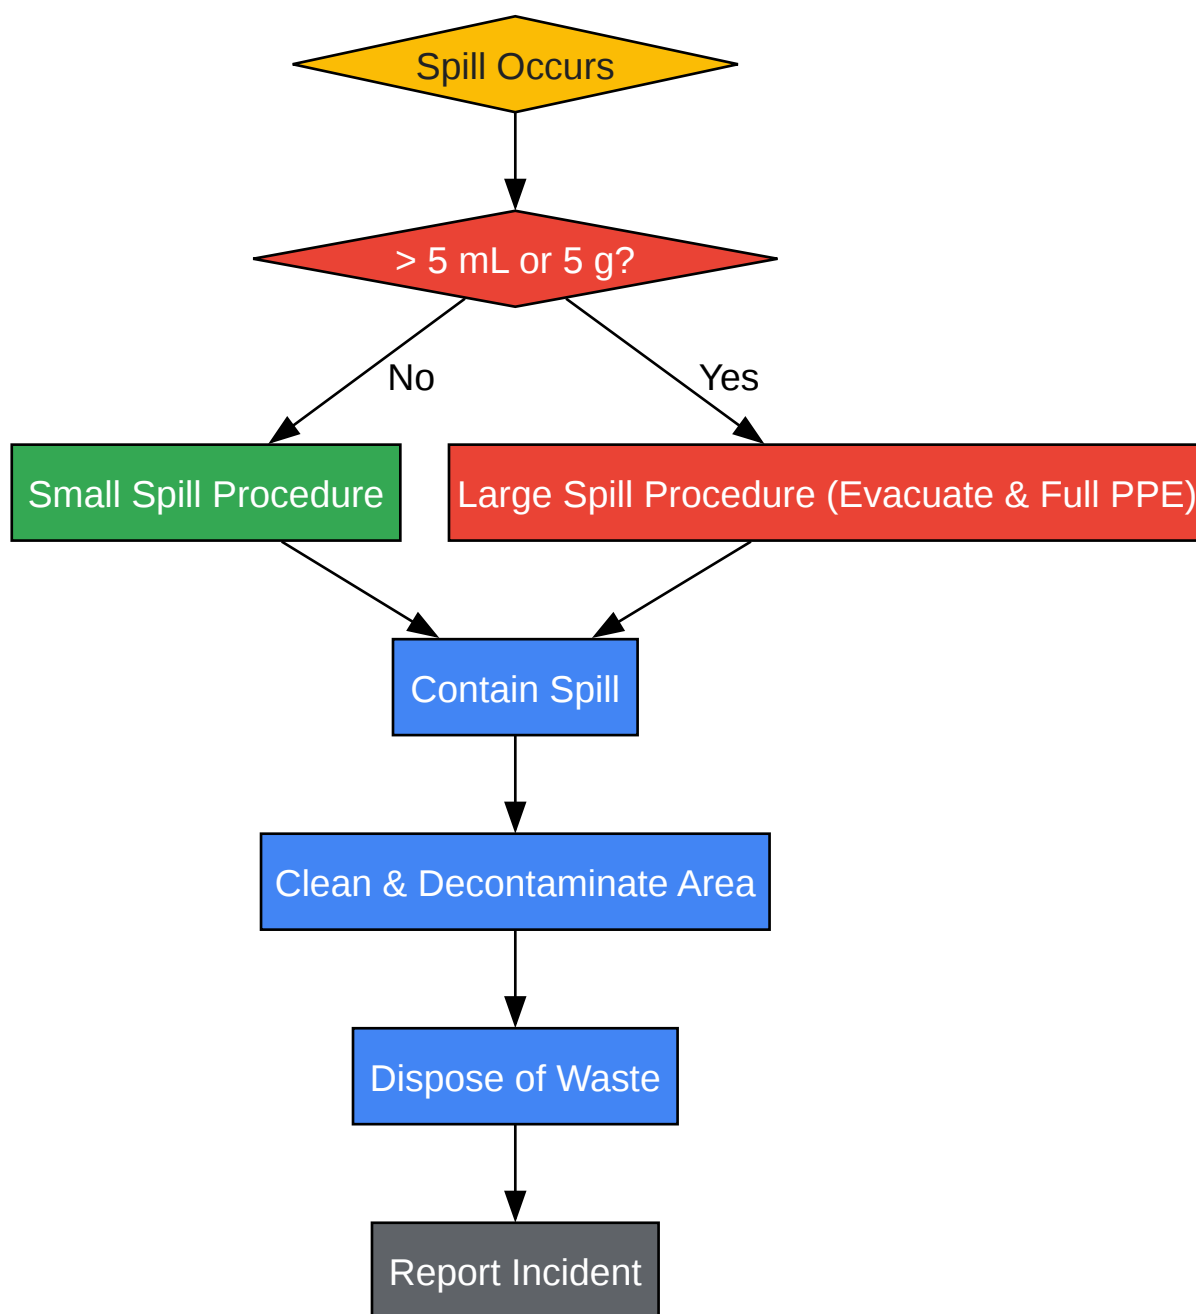 Spill Occurs
> 5 mL or 5 g?
No
Yes
Small Spill Procedure
Large Spill Procedure (Evacuate & Full PPE)
Contain Spill
Clean & Decontaminate Area
Dispose of Waste
Report Incident